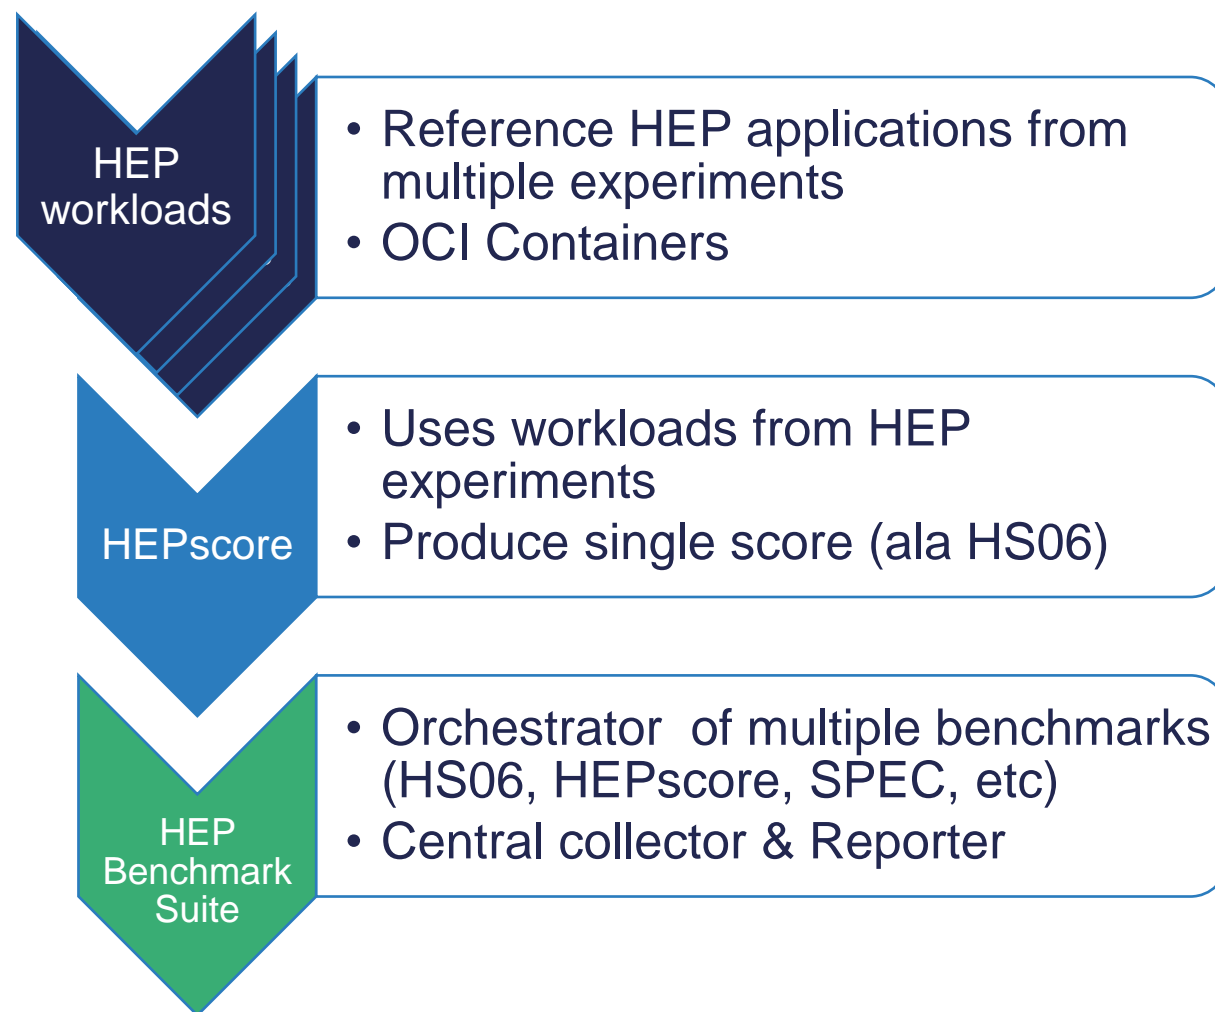 HEP
workloads
• Reference HEP applications from
multiple experiments
• OCI Containers
HEPscore
• Uses workloads from HEP
experiments
• Produce single score (ala HS06)
HEP
Benchmark
Suite
• Orchestrator  of multiple benchmarks
(HS06, HEPscore, SPEC, etc)
• Central collector & Reporter